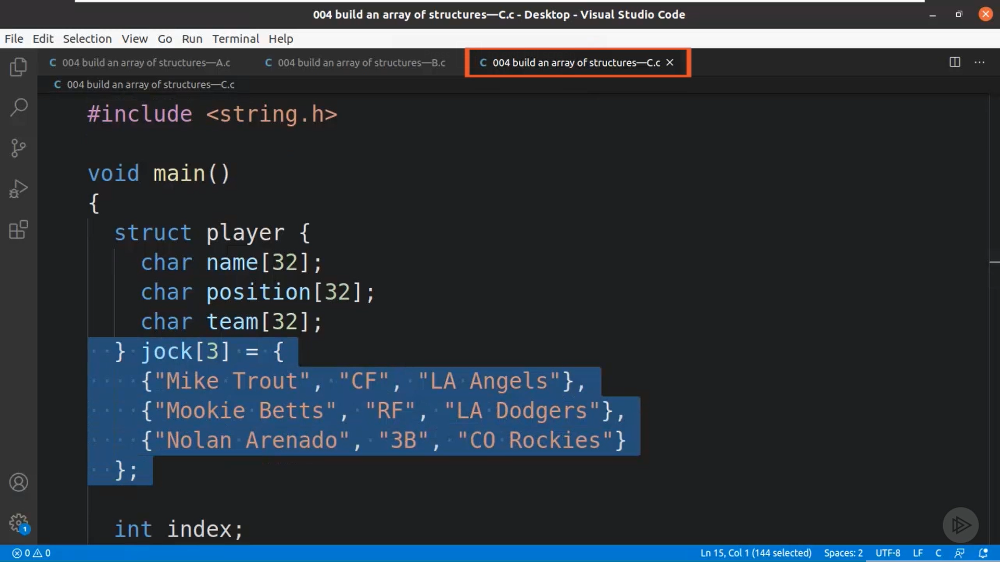 004 build an array of structures—C.c - Desktop - Visual Studio Code
File Edit Selection View Go Run Terminal Help
C 004 build an array of structures—A.c C 004 build an array of structures—B.c C 004 build an array of structures—C.c
C 004 build an array of structures—C.c
#include <string.h>
void main()
{
struct player {
char name[32];
char position[32];
char team[32];
} jock[3] = {
{"Mike Trout", "CF", "LA Angels"},
{"Mookie Betts", "RF", "LA Dodgers"},
{"Nolan Arenado", "3B", "CO Rockies"}
};
int index;
1
0 0 Ln 15, Col 1 (144 selected) Spaces: 2 UTF-8 LF C